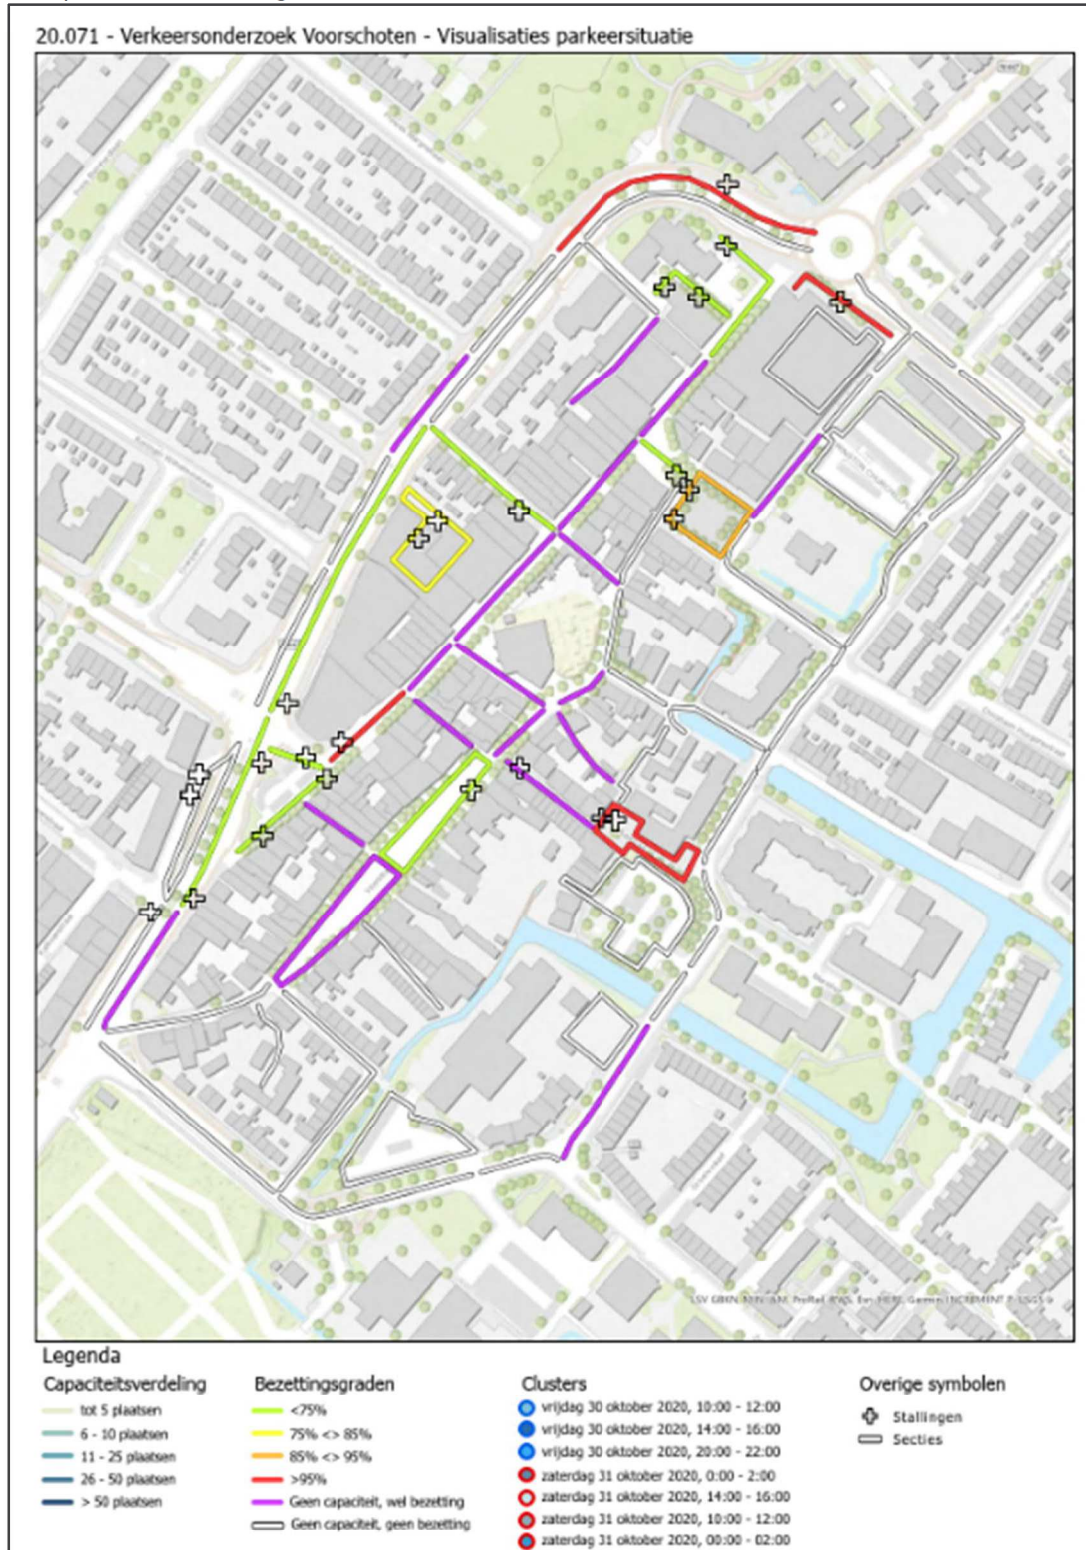 20.071 - Verkeersonderzoek Voorschoten - Visualisaties parkeersituatie
Legenda
Capaciteitsverdeling
tot 5 plaatsen
6 - 10 plaatsen
11 - 25 plaatsen
26 - 50 plaatsen
> 50 plaatsen
Bezettingsgraden
<75%
75% <> 85%
85% <> 95%
>95%
Geen capaciteit, wel bezetting
Geen capaciteit, geen bezetting
Clusters
vrijdag 30 oktober 2020, 10:00 - 12:00
vrijdag 30 oktober 2020, 14:00 - 16:00
vrijdag 30 oktober 2020, 20:00 - 22:00
zaterdag 31 oktober 2020, 0:00 - 2:00
zaterdag 31 oktober 2020, 14:00 - 16:00
zaterdag 31 oktober 2020, 10:00 - 12:00
zaterdag 31 oktober 2020, 00:00 - 02:00
Overige symbolen
Stallingen
Secties